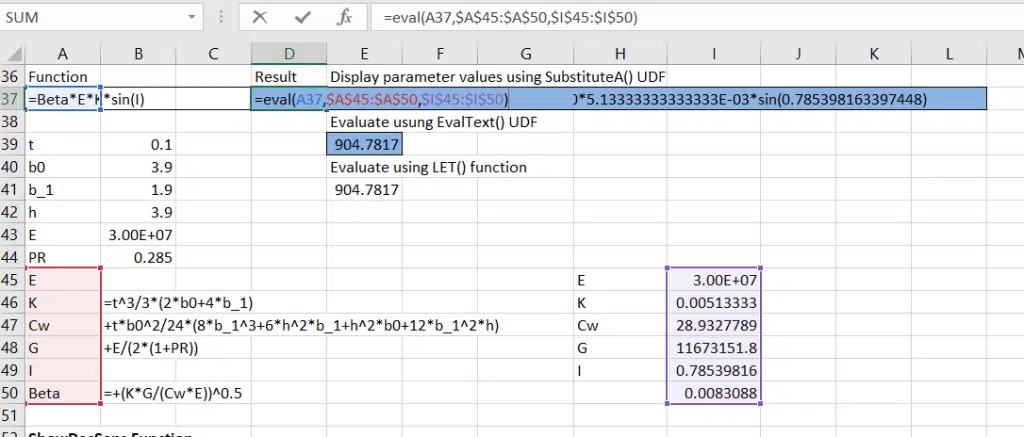 SUM =eval(A37,$A$45:$A$50,$I$45:$I$50)
A B C D E F G H I J K L
36 Function Result Display parameter values using SubstituteA() UDF
37 =Beta*E*K*sin(I) =eval(A37,$A$45:$A$50,$I$45:$I$50) )*5.13333333333333E-03*sin(0.785398163397448)
38 Evaluate usung EvalText() UDF
39 t 0.1 904.7817
40 b0 3.9 Evaluate using LET() function
41 b_1 1.9 904.7817
42 h 3.9
43 E 3.00E+07
44 PR 0.285
45 E E 3.00E+07
46 K =t^3/3*(2*b0+4*b_1) K 0.00513333
47 Cw +t*b0^2/24*(8*b_1^3+6*h^2*b_1+h^2*b0+12*b_1^2*h) Cw 28.9327789
48 G +E/(2*(1+PR)) G 11673151.8
49 I I 0.78539816
50 Beta =+(K*G/(Cw*E))^0.5 0.0083088
51